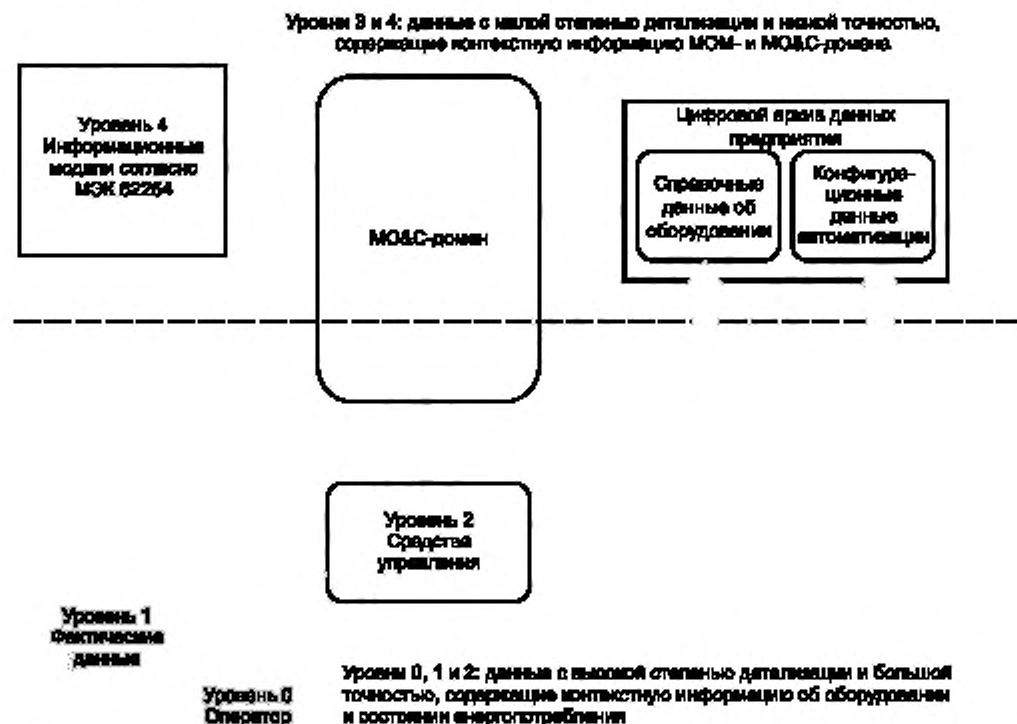 Уровни 3 и 4: данные с малой степенью детализации и низкой точностью,
содержащие контекстную информацию МОМ- и MO&C-домена
Уровень 4
Информационные
модели согласно
МЭК 62264
MO&C-домен
Цифровой архив данных
предприятия
Справочные
данные об
оборудовании
Конфигура-
ционные
данные
автоматизации
Уровень 2
Средства
управления
Уровень 1
Фактические
данные
Уровень 0
Оператор
Уровни 0, 1 и 2: данные с высокой степенью детализации и большой
точностью, содержащие контекстную информацию об оборудовании
и состоянии энергопотребления